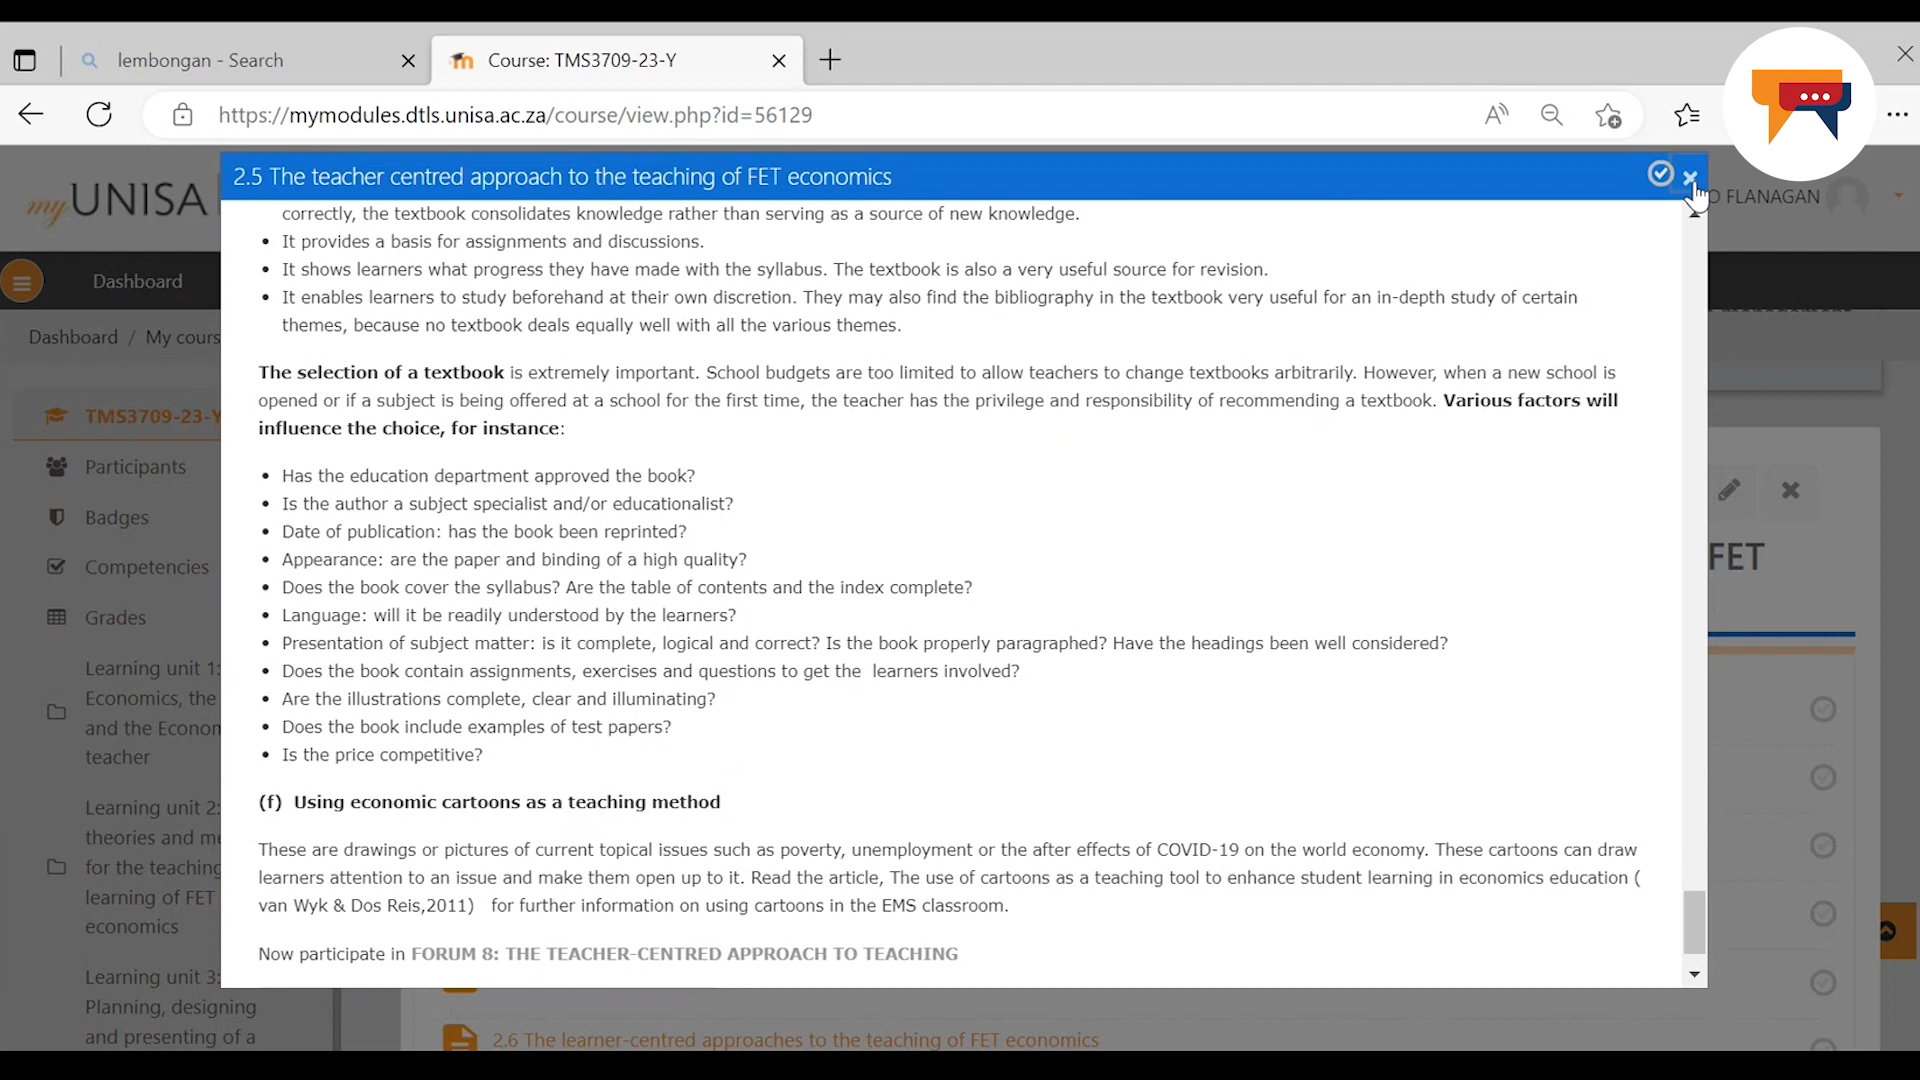 lembongan - Search
Course: TMS3709-23-Y
https://mymodules.dtls.unisa.ac.za/course/view.php?id=56129
my UNISA
O FLANAGAN
2.5 The teacher centred approach to the teaching of FET economics
Dashboard
Dashboard / My cours
TMS3709-23-Y
Participants
Badges
Competencies
Grades
Learning unit 1:
Economics, the
and the Econom
teacher
Learning unit 2:
theories and me
for the teaching
learning of FET
economics
Learning unit 3:
Planning, designing
and presenting of a
correctly, the textbook consolidates knowledge rather than serving as a source of new knowledge.
• It provides a basis for assignments and discussions.
• It shows learners what progress they have made with the syllabus. The textbook is also a very useful source for revision.
• It enables learners to study beforehand at their own discretion. They may also find the bibliography in the textbook very useful for an in-depth study of certain
themes, because no textbook deals equally well with all the various themes.
The selection of a textbook is extremely important. School budgets are too limited to allow teachers to change textbooks arbitrarily. However, when a new school is
opened or if a subject is being offered at a school for the first time, the teacher has the privilege and responsibility of recommending a textbook. Various factors will
influence the choice, for instance:
• Has the education department approved the book?
• Is the author a subject specialist and/or educationalist?
• Date of publication: has the book been reprinted?
• Appearance: are the paper and binding of a high quality?
• Does the book cover the syllabus? Are the table of contents and the index complete?
• Language: will it be readily understood by the learners?
• Presentation of subject matter: is it complete, logical and correct? Is the book properly paragraphed? Have the headings been well considered?
• Does the book contain assignments, exercises and questions to get the  learners involved?
• Are the illustrations complete, clear and illuminating?
• Does the book include examples of test papers?
• Is the price competitive?
(f)  Using economic cartoons as a teaching method
These are drawings or pictures of current topical issues such as poverty, unemployment or the after effects of COVID-19 on the world economy. These cartoons can draw
learners attention to an issue and make them open up to it. Read the article, The use of cartoons as a teaching tool to enhance student learning in economics education (
van Wyk & Dos Reis,2011)   for further information on using cartoons in the EMS classroom.
Now participate in FORUM 8: THE TEACHER-CENTRED APPROACH TO TEACHING
FET
2.6 The learner-centred approaches to the teaching of FET economics